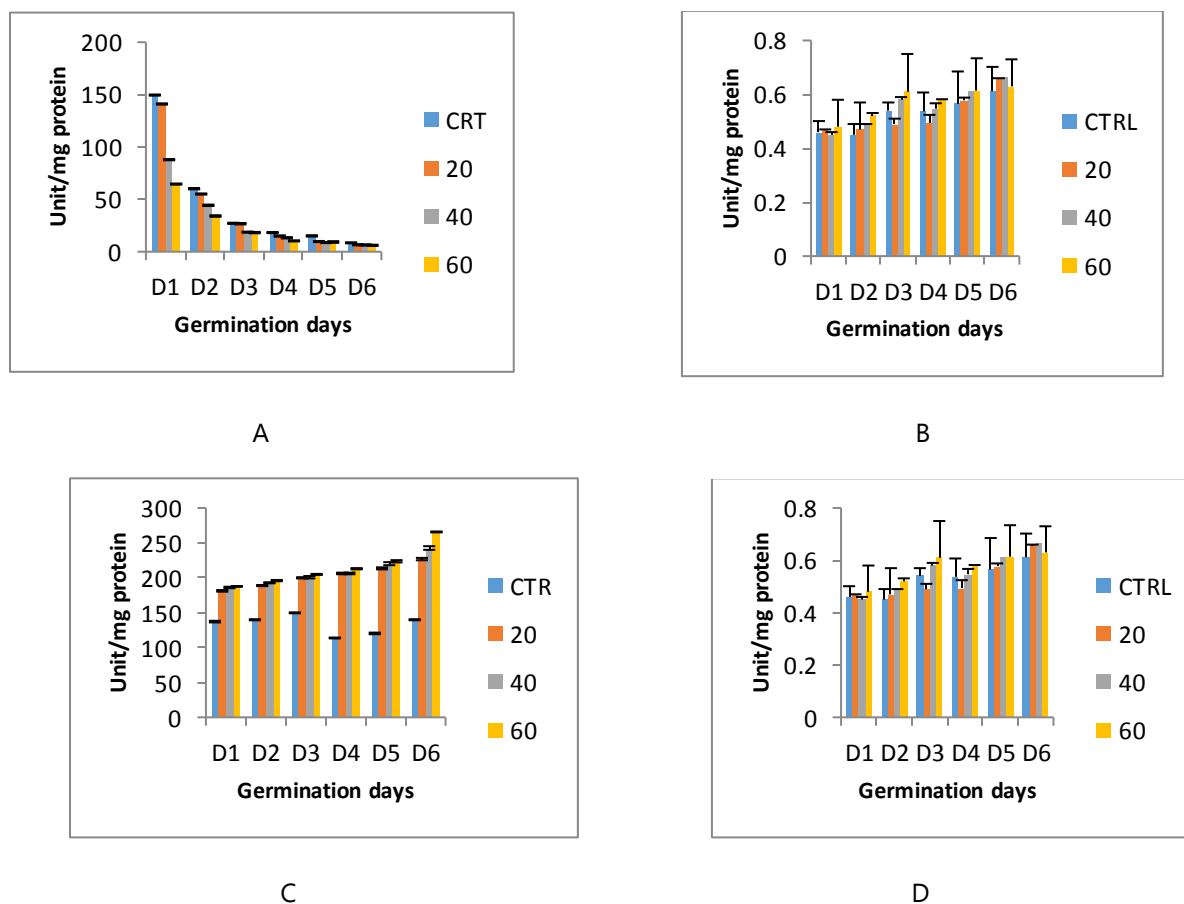 200
150
100
50
0
Unit/mg protein
D1 D2 D3 D4 D5 D6
Germination days
CRT
20
40
60
A
0.8
0.6
0.4
0.2
0
Unit/mg protein
D1 D2 D3 D4 D5 D6
Germination days
CTRL
20
40
60
B
300
250
200
150
100
50
0
Unit/mg protein
D1 D2 D3 D4 D5 D6
Germination days
CTR
20
40
60
C
0.8
0.6
0.4
0.2
0
Unit/mg protein
D1 D2 D3 D4 D5 D6
Germination days
CTRL
20
40
60
D